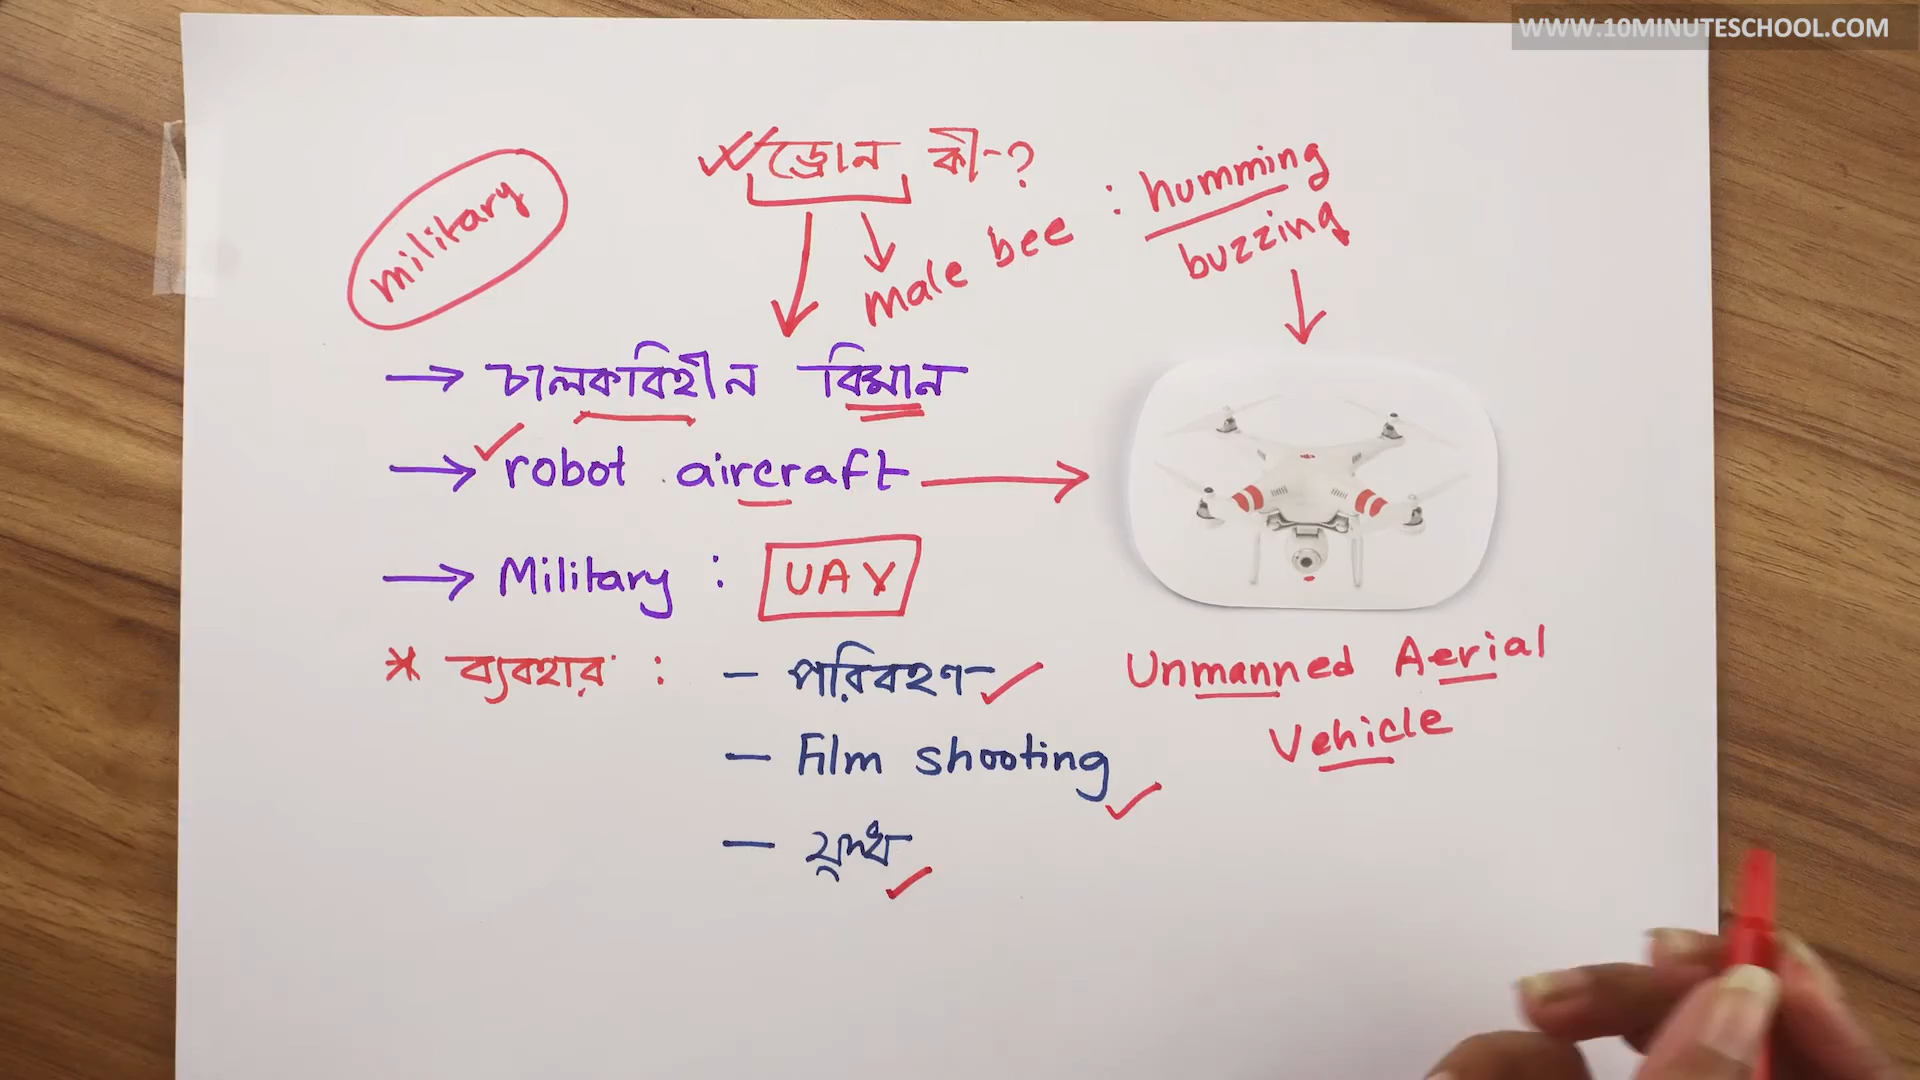 WWW.10MINUTESCHOOL.COM
ড্রোন কী-?
military
male bee : humming
buzzing
→ চালকবিহীন বিমান
→ robot aircraft →
→ Military : UAV
Unmanned Aerial
Vehicle
* ব্যবহার :
- পরিবহণ
- Film shooting
- যুদ্ধ